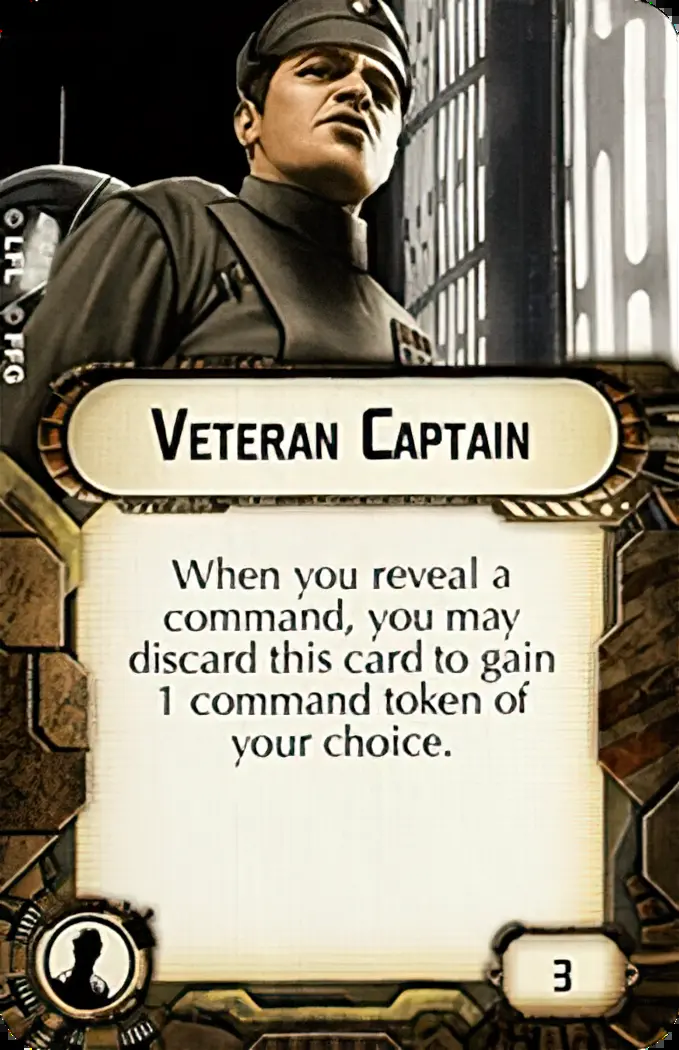 LFL FFG
Veteran Captain
When you reveal a
command, you may
discard this card to gain
1 command token of
your choice.
3